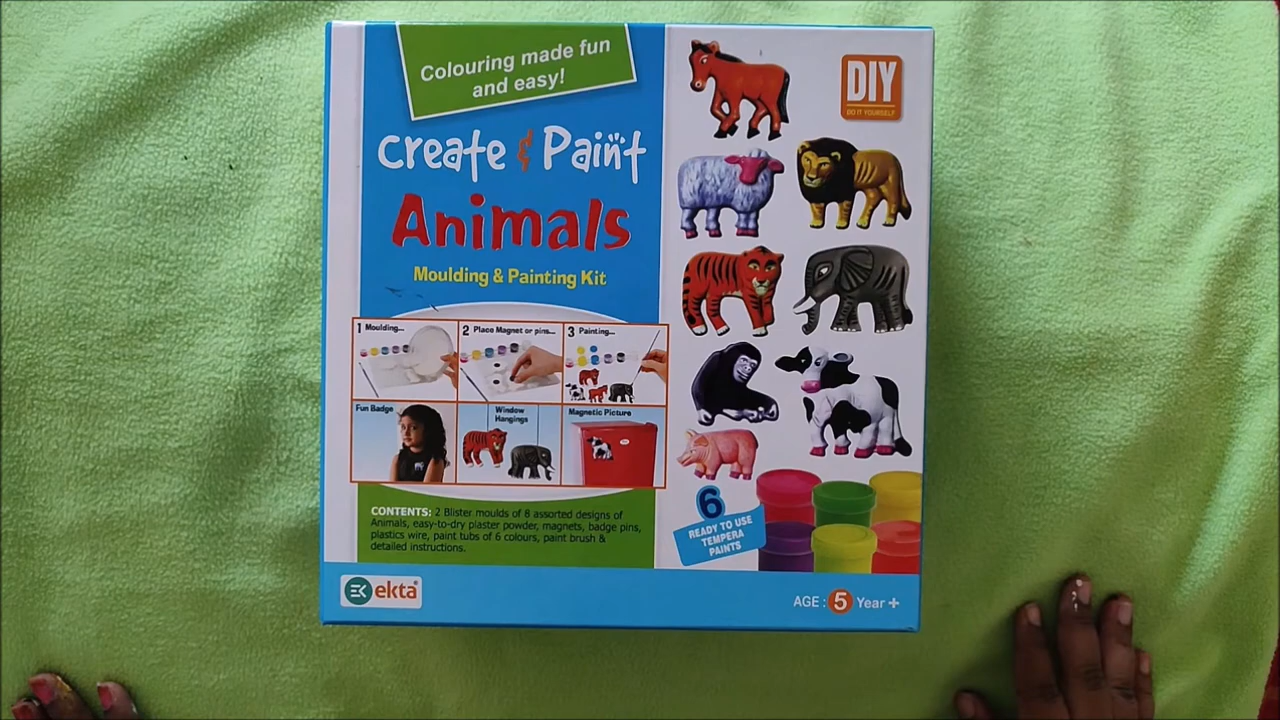 Colouring made fun
and easy!
Create & Paint
Animals
Moulding & Painting Kit
DIY
DO IT YOURSELF
1 Moulding...
2 Place Magnet or pins...
3 Painting...
Fun Badge
Window
Hangings
Magnetic Picture
CONTENTS: 2 Blister moulds of 8 assorted designs of
Animals, easy-to-dry plaster powder, magnets, badge pins,
plastics wire, paint tubs of 6 colours, paint brush &
detailed instructions.
6
READY TO USE
TEMPERA
PAINTS
ekta
AGE : 5 Year +